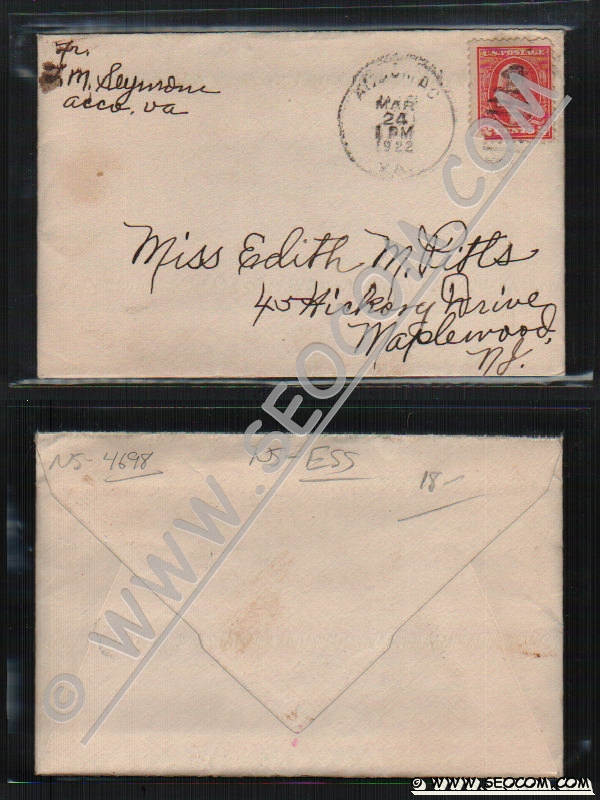 Fr.
M. Seymour
acco, va
MAR
24
1 PM
1922
VA.
U.S. POSTAGE
Miss Edith M. Pitts
45 Hickory Drive
Maplewood,
N.J.
NS-4698 NS-ESS
18-
© WWW.SEOCOM.COM
© WWW.SEOCOM.COM